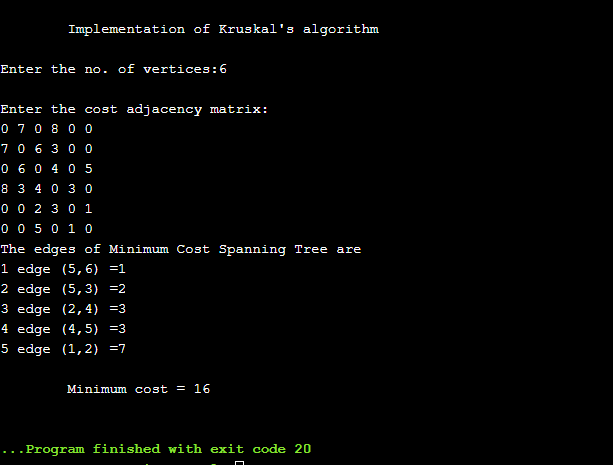 Implementation of Kruskal's algorithm
Enter the no. of vertices:6
Enter the cost adjacency matrix:
0 7 0 8 0 0
7 0 6 3 0 0
0 6 0 4 0 5
8 3 4 0 3 0
0 0 2 3 0 1
0 0 5 0 1 0
The edges of Minimum Cost Spanning Tree are
1 edge (5,6) =1
2 edge (5,3) =2
3 edge (2,4) =3
4 edge (4,5) =3
5 edge (1,2) =7
Minimum cost = 16
...Program finished with exit code 20